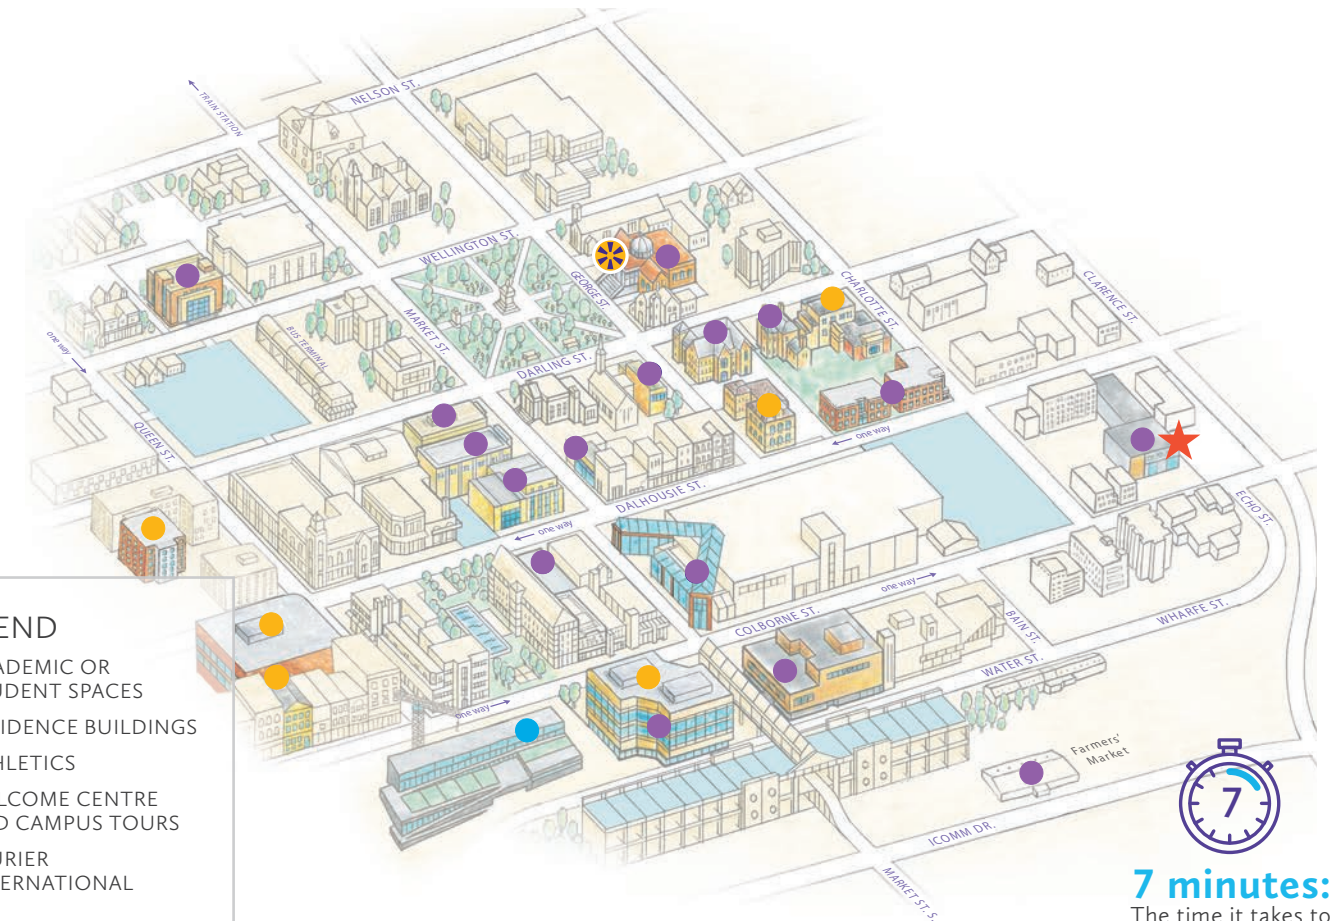 NELSON ST.
TRAIN STATION
WELLINGTON ST.
GEORGE ST.
CHARLOTTE ST.
CLARENCE ST.
MARKET ST.
BUS TERMINAL
one way
DARLING ST.
QUEEN ST.
one way
DALHOUSIE ST.
one way
ECHO ST.
one way
COLBORNE ST.
BAIN ST.
WHARFE ST.
WATER ST.
one way
Farmers'
Market
ICOMM DR.
MARKET ST. S.
END
ADEMIC OR
UDENT SPACES
IDENCE BUILDINGS
HLETICS
LCOME CENTRE
D CAMPUS TOURS
URIER
TERNATIONAL
7
7 minutes:
The time it takes to